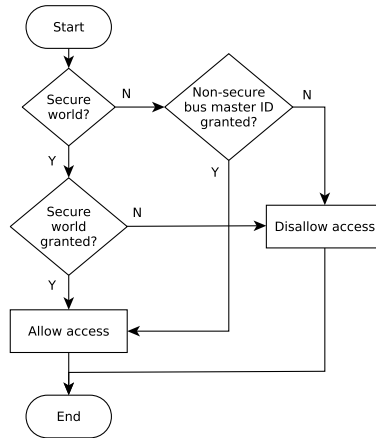 Start
Secure
world?
N
Non-secure
bus master ID
granted?
N
Y
Y
Secure
world
granted?
N
Disallow access
Y
Allow access
End